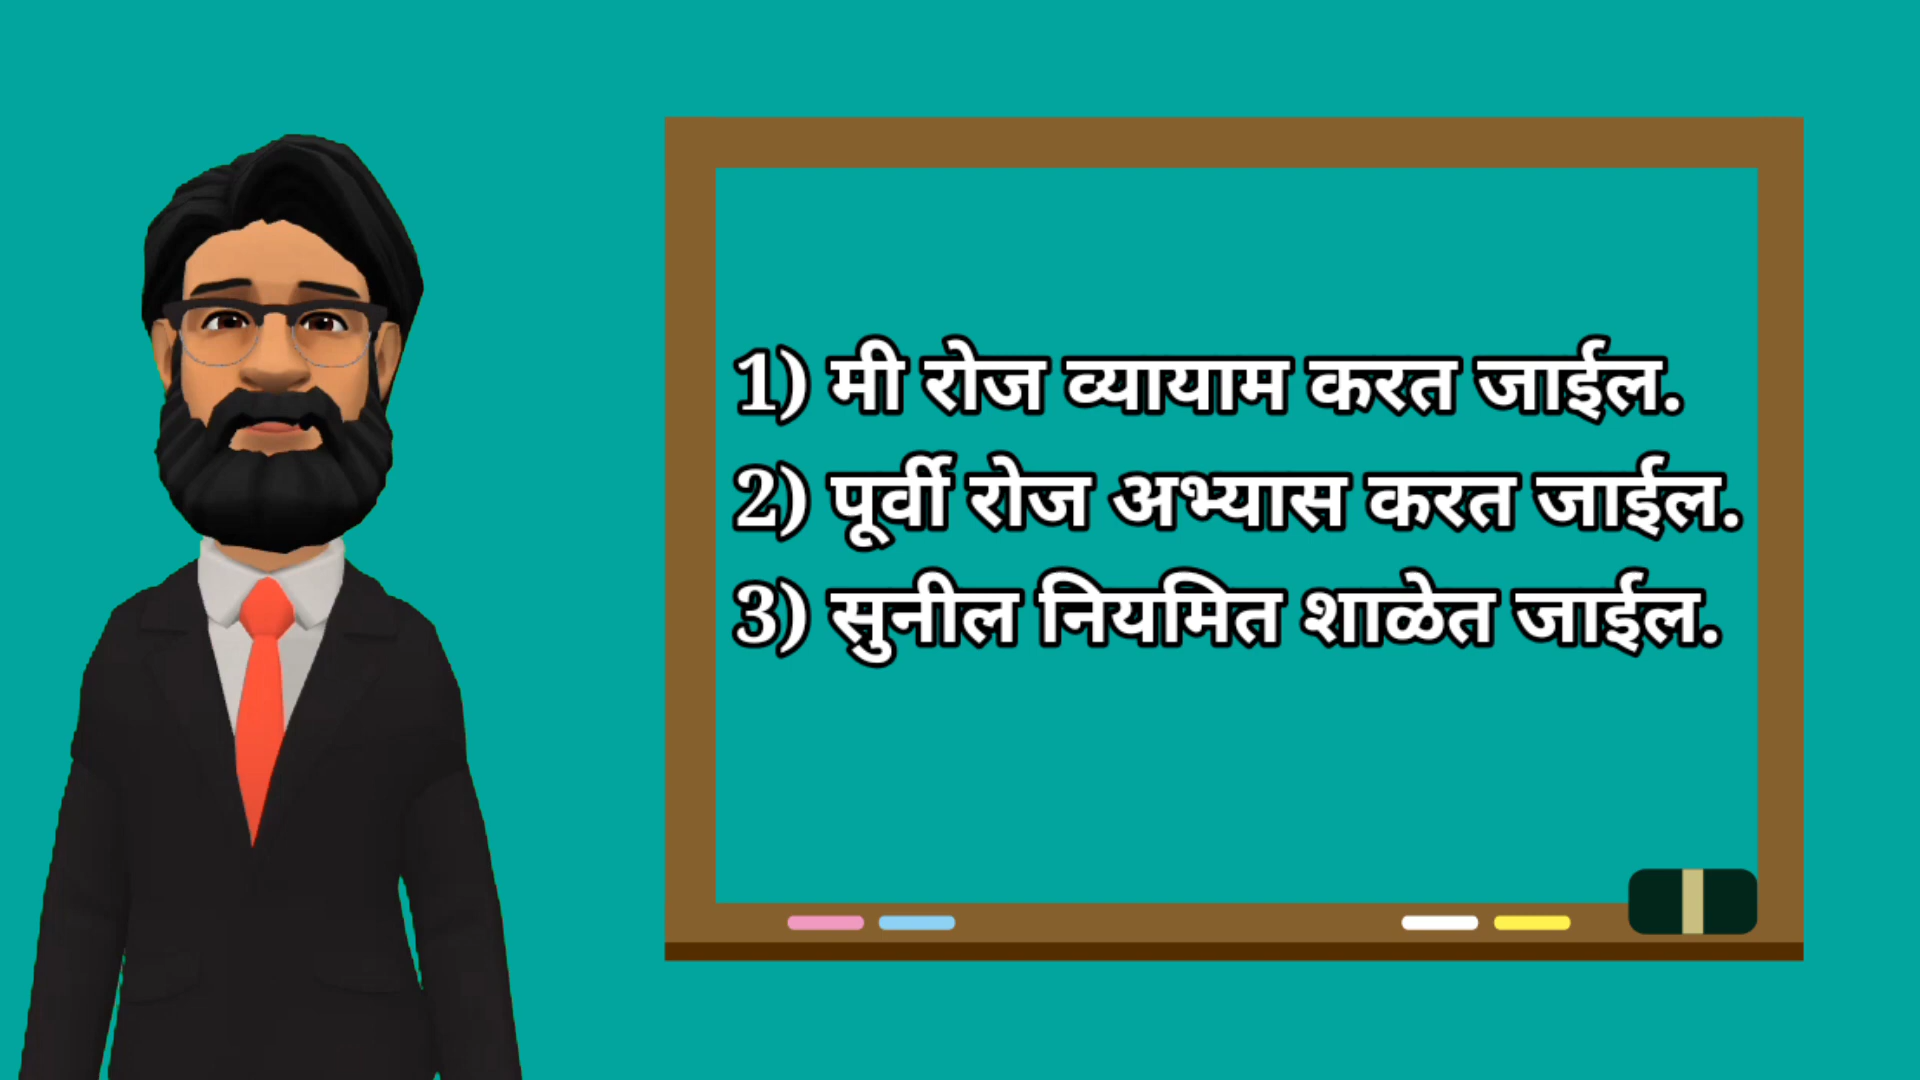 1) मी रोज व्यायाम करत जाईल.
2) पूर्वी रोज अभ्यास करत जाईल.
3) सुनील नियमित शाळेत जाईल.